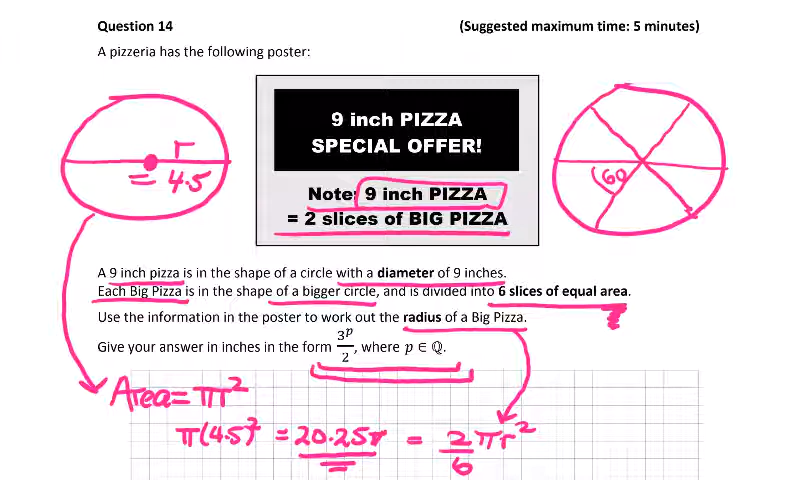 Question 14 (Suggested maximum time: 5 minutes)
A pizzeria has the following poster:
9 inch PIZZA
SPECIAL OFFER!
Note: 9 inch PIZZA
= 2 slices of BIG PIZZA
r
= 4.5
60
A 9 inch pizza is in the shape of a circle with a diameter of 9 inches.
Each Big Pizza is in the shape of a bigger circle, and is divided into 6 slices of equal area.
Use the information in the poster to work out the radius of a Big Pizza.
Give your answer in inches in the form 3^p/2, where p ∈ ℚ.
Area = πr²
π(4.5)² = 20.25π = 2/6 πr²